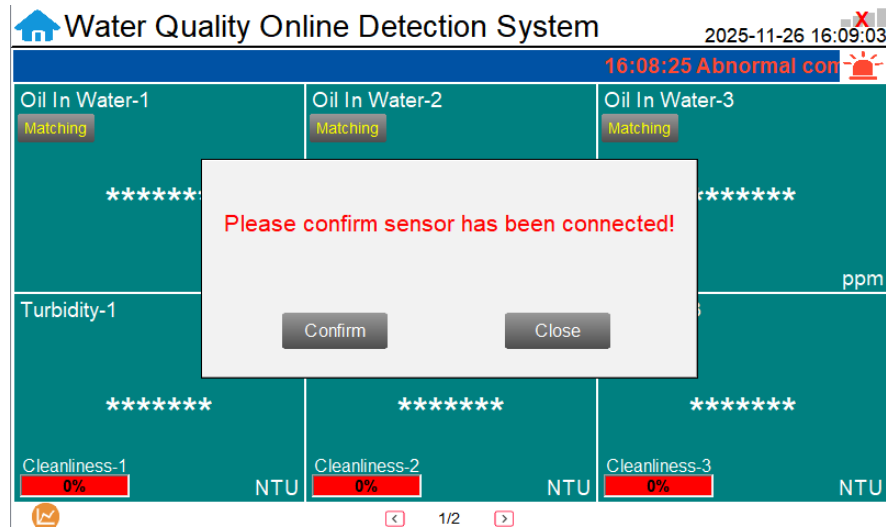 Water Quality Online Detection System
2025-11-26 16:09:03
16:08:25 Abnormal com
Oil In Water-1
Oil In Water-2
Oil In Water-3
Matching
Matching
Matching
*******
*******
Please confirm sensor has been connected!
ppm
Turbidity-1
Confirm
Close
*******
*******
*******
Cleanliness-1
Cleanliness-2
Cleanliness-3
0%
NTU
0%
NTU
0%
NTU
1/2